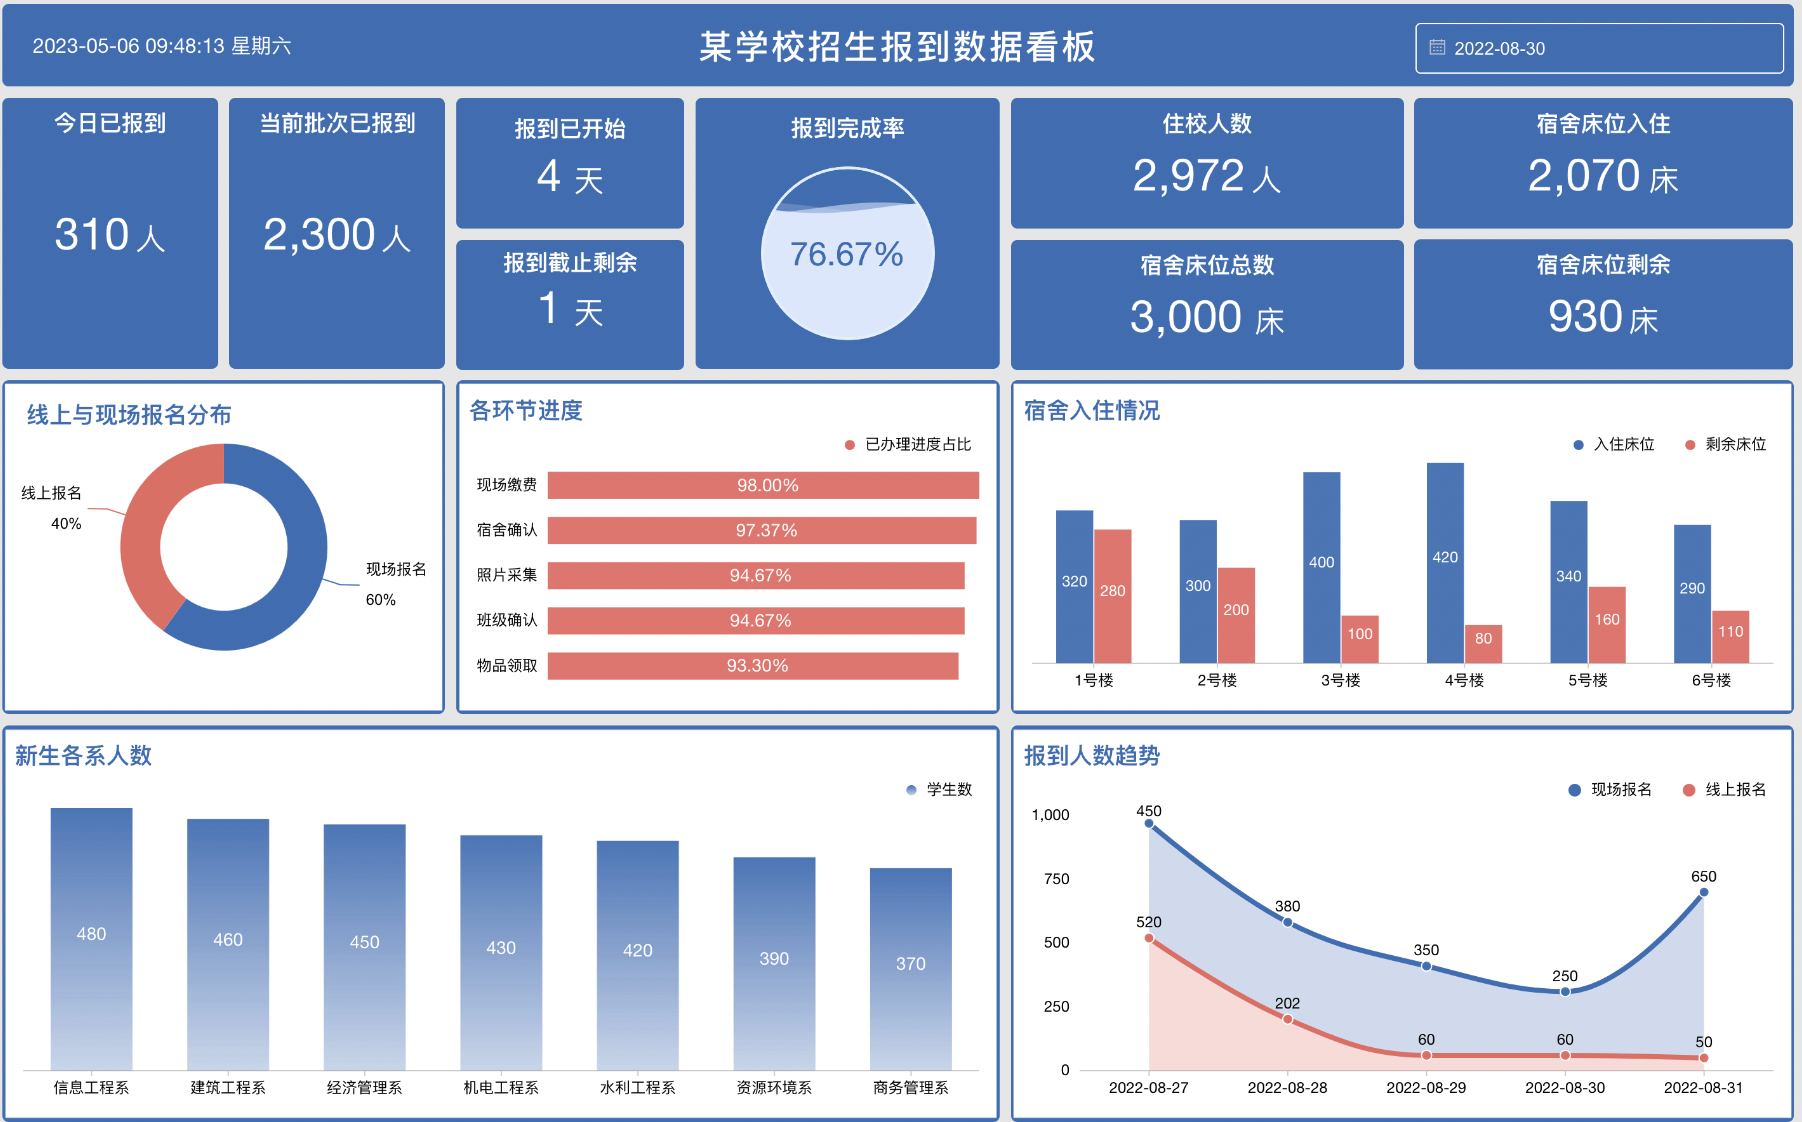 2023-05-06 09:48:13 星期六
某学校招生报到数据看板
2022-08-30
今日已报到
310 人
当前批次已报到
2,300 人
报到已开始
4 天
报到截止剩余
1 天
报到完成率
76.67%
住校人数
2,972 人
宿舍床位入住
2,070 床
宿舍床位总数
3,000 床
宿舍床位剩余
930 床
线上与现场报名分布
线上报名
40%
现场报名
60%
各环节进度
已办理进度占比
现场缴费 98.00%
宿舍确认 97.37%
照片采集 94.67%
班级确认 94.67%
物品领取 93.30%
宿舍入住情况
入住床位 剩余床位
320 280 300 200 400 100 420 80 340 160 290 110
1号楼 2号楼 3号楼 4号楼 5号楼 6号楼
新生各系人数
学生数
480 460 450 430 420 390 370
信息工程系 建筑工程系 经济管理系 机电工程系 水利工程系 资源环境系 商务管理系
报到人数趋势
现场报名 线上报名
1,000
750
500
250
0
450 380 350 250 650
520 202 60 60 50
2022-08-27 2022-08-28 2022-08-29 2022-08-30 2022-08-31